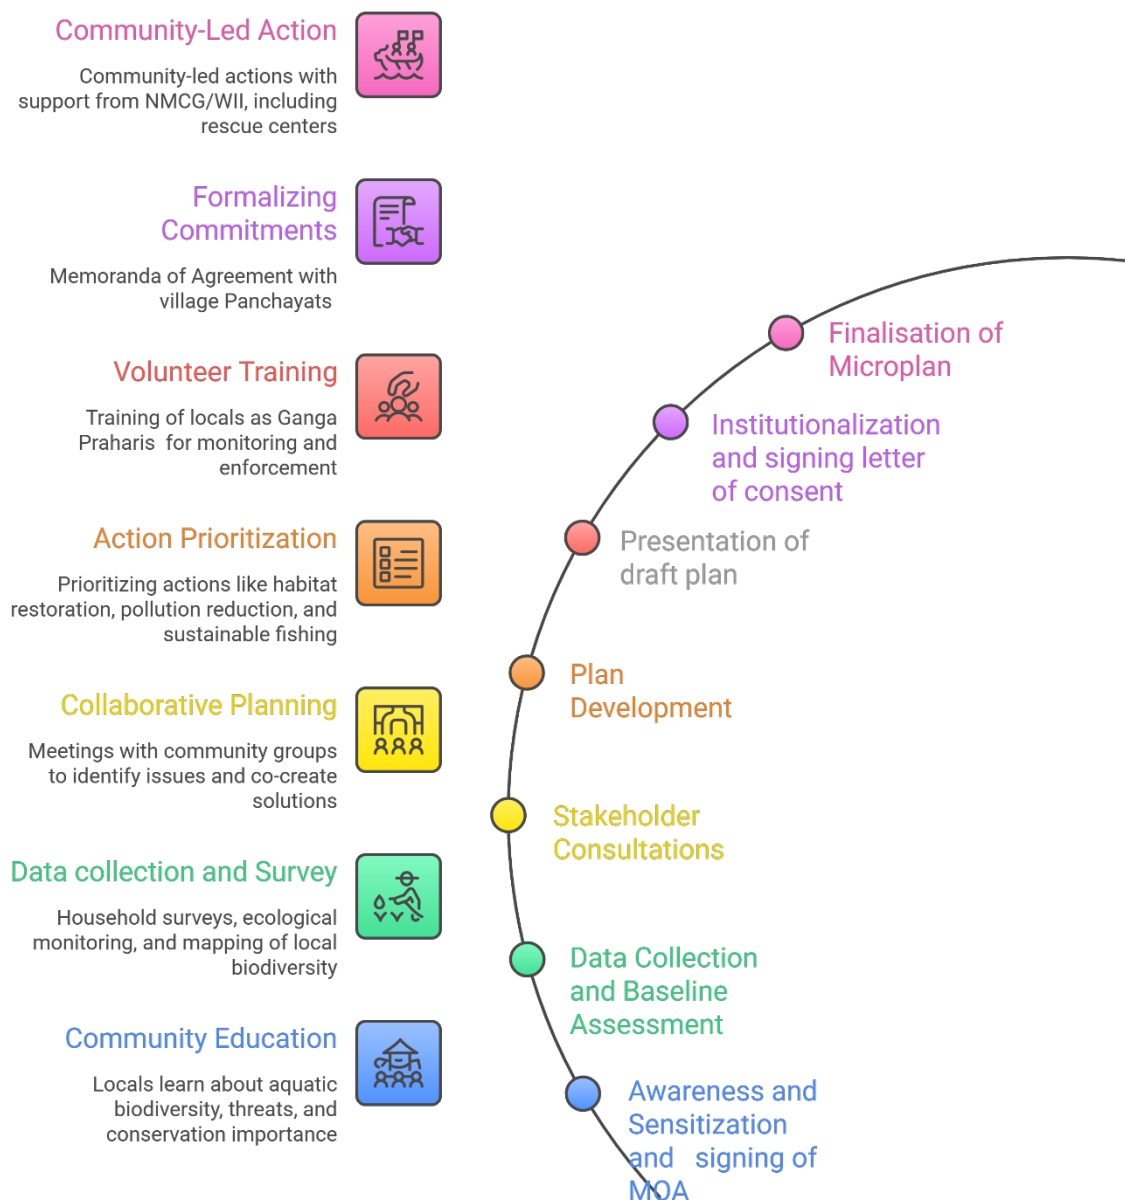 Community-Led Action
Community-led actions with
support from NMCG/WII, including
rescue centers
Formalizing
Commitments
Memoranda of Agreement with
village Panchayats
Volunteer Training
Training of locals as Ganga
Praharis for monitoring and
enforcement
Action Prioritization
Prioritizing actions like habitat
restoration, pollution reduction, and
sustainable fishing
Collaborative Planning
Meetings with community groups
to identify issues and co-create
solutions
Data collection and Survey
Household surveys, ecological
monitoring, and mapping of local
biodiversity
Community Education
Locals learn about aquatic
biodiversity, threats, and
conservation importance
Finalisation of
Microplan
Institutionalization
and signing letter
of consent
Presentation of
draft plan
Plan
Development
Stakeholder
Consultations
Data Collection
and Baseline
Assessment
Awareness and
Sensitization
and signing of
MOA